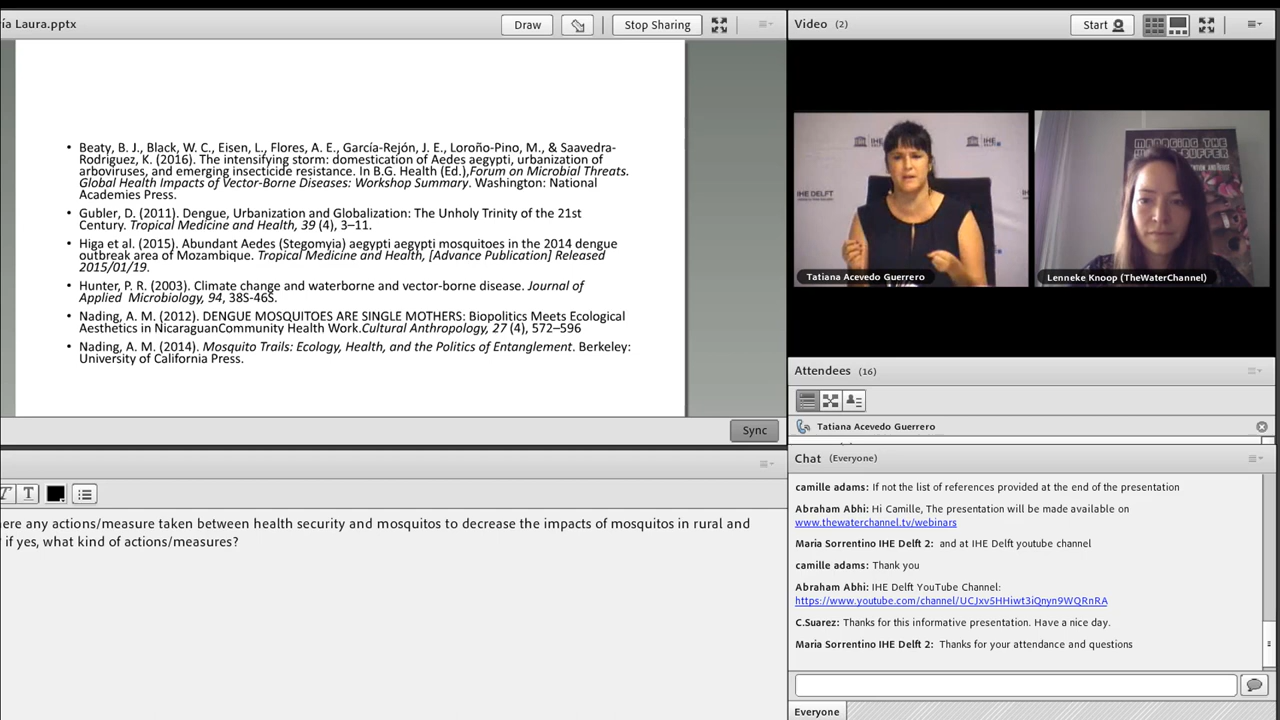 ía Laura.pptx
Draw
Stop Sharing
• Beaty, B. J., Black, W. C., Eisen, L., Flores, A. E., García-Rejón, J. E., Loroño-Pino, M., & Saavedra-
Rodriguez, K. (2016). The intensifying storm: domestication of Aedes aegypti, urbanization of
arboviruses, and emerging insecticide resistance. In B.G. Health (Ed.),Forum on Microbial Threats.
Global Health Impacts of Vector-Borne Diseases: Workshop Summary. Washington: National
Academies Press.
• Gubler, D. (2011). Dengue, Urbanization and Globalization: The Unholy Trinity of the 21st
Century. Tropical Medicine and Health, 39 (4), 3–11.
• Higa et al. (2015). Abundant Aedes (Stegomyia) aegypti aegypti mosquitoes in the 2014 dengue
outbreak area of Mozambique. Tropical Medicine and Health, [Advance Publication] Released
2015/01/19.
• Hunter, P. R. (2003). Climate change and waterborne and vector-borne disease. Journal of
Applied Microbiology, 94, 38S-46S.
• Nading, A. M. (2012). DENGUE MOSQUITOES ARE SINGLE MOTHERS: Biopolitics Meets Ecological
Aesthetics in NicaraguanCommunity Health Work.Cultural Anthropology, 27 (4), 572–596
• Nading, A. M. (2014). Mosquito Trails: Ecology, Health, and the Politics of Entanglement. Berkeley:
University of California Press.
Sync
ere any actions/measure taken between health security and mosquitos to decrease the impacts of mosquitos in rural and
if yes, what kind of actions/measures?
Video (2)
Start
IHE DELFT
MANAGING THE
Tatiana Acevedo Guerrero
Lenneke Knoop (TheWaterChannel)
Attendees (16)
Tatiana Acevedo Guerrero
Chat (Everyone)
camille adams: If not the list of references provided at the end of the presentation
Abraham Abhi: Hi Camille, The presentation will be made available on
www.thewaterchannel.tv/webinars
Maria Sorrentino IHE Delft 2: and at IHE Delft youtube channel
camille adams: Thank you
Abraham Abhi: IHE Delft YouTube Channel:
https://www.youtube.com/channel/UCJxv5HHiwt3iQnyn9WQRnRA
C.Suarez: Thanks for this informative presentation. Have a nice day.
Maria Sorrentino IHE Delft 2: Thanks for your attendance and questions
Everyone